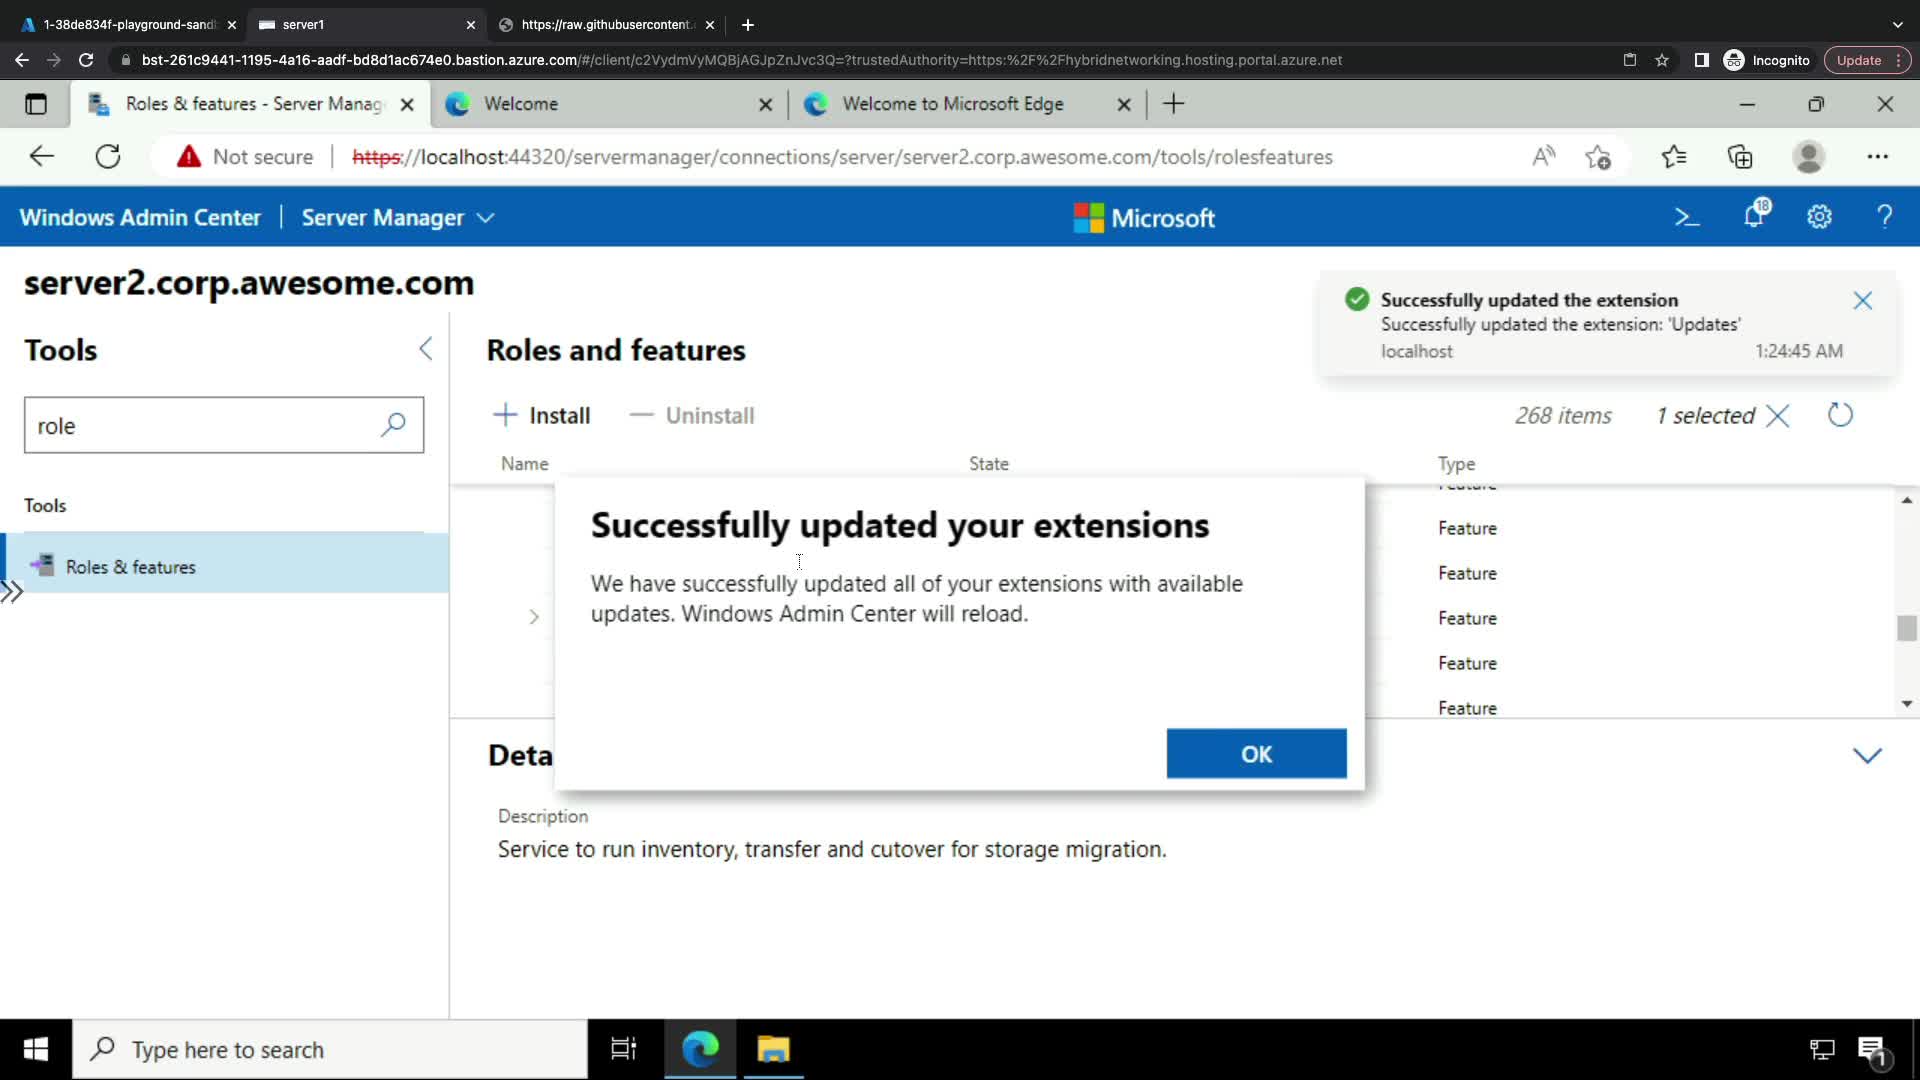 1-38de834f-playground-sand
server1
https://raw.githubusercontent.
bst-261c9441-1195-4a16-aadf-bd8d1ac674e0.bastion.azure.com/#/client/c2VydmVyMQBjAGJpZnJvc3Q=?trustedAuthority=https:%2F%2Fhybridnetworking.hosting.portal.azure.net
Incognito
Update
Roles & features - Server Manag
Welcome
Welcome to Microsoft Edge
Not secure
https://localhost:44320/servermanager/connections/server/server2.corp.awesome.com/tools/rolesfeatures
Windows Admin Center
Server Manager
Microsoft
18
server2.corp.awesome.com
Successfully updated the extension
Successfully updated the extension: 'Updates'
localhost
1:24:45 AM
Tools
Roles and features
role
Install
Uninstall
268 items
1 selected
Name
State
Type
Tools
Roles & features
Feature
Feature
Feature
Feature
Feature
Feature
Successfully updated your extensions
We have successfully updated all of your extensions with available
updates. Windows Admin Center will reload.
OK
Deta
Description
Service to run inventory, transfer and cutover for storage migration.
Type here to search
1